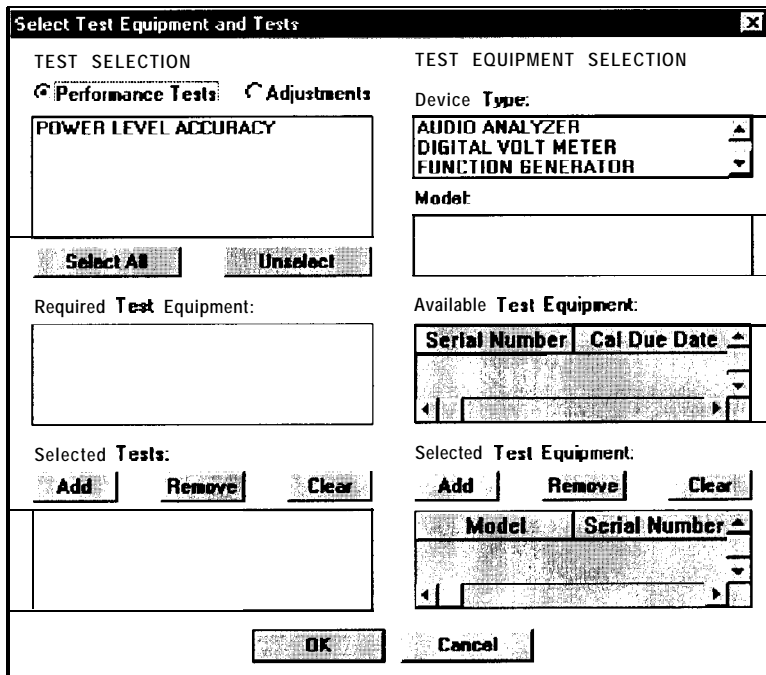 Select Test Equipment and Tests
TEST SELECTION
Performance Tests Adjustments
POWER LEVEL ACCURACY
Select All Unselect
Required Test Equipment:
Selected Tests:
Add Remove Clear
TEST EQUIPMENT SELECTION
Device Type:
AUDIO ANALYZER
DIGITAL VOLT METER
FUNCTION GENERATOR
Model:
Available Test Equipment:
Serial Number Cal Due Date
Selected Test Equipment:
Add Remove Clear
Model Serial Number
OK Cancel